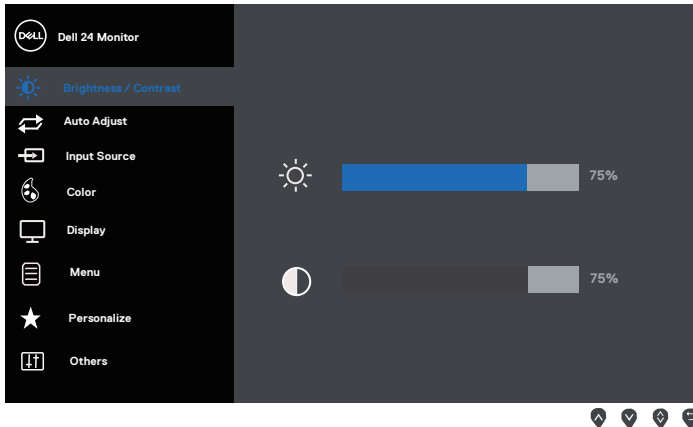 DELL
Dell 24 Monitor
Brightness / Contrast
Auto Adjust
Input Source
75%
Color
Display
Menu
75%
Personalize
Others